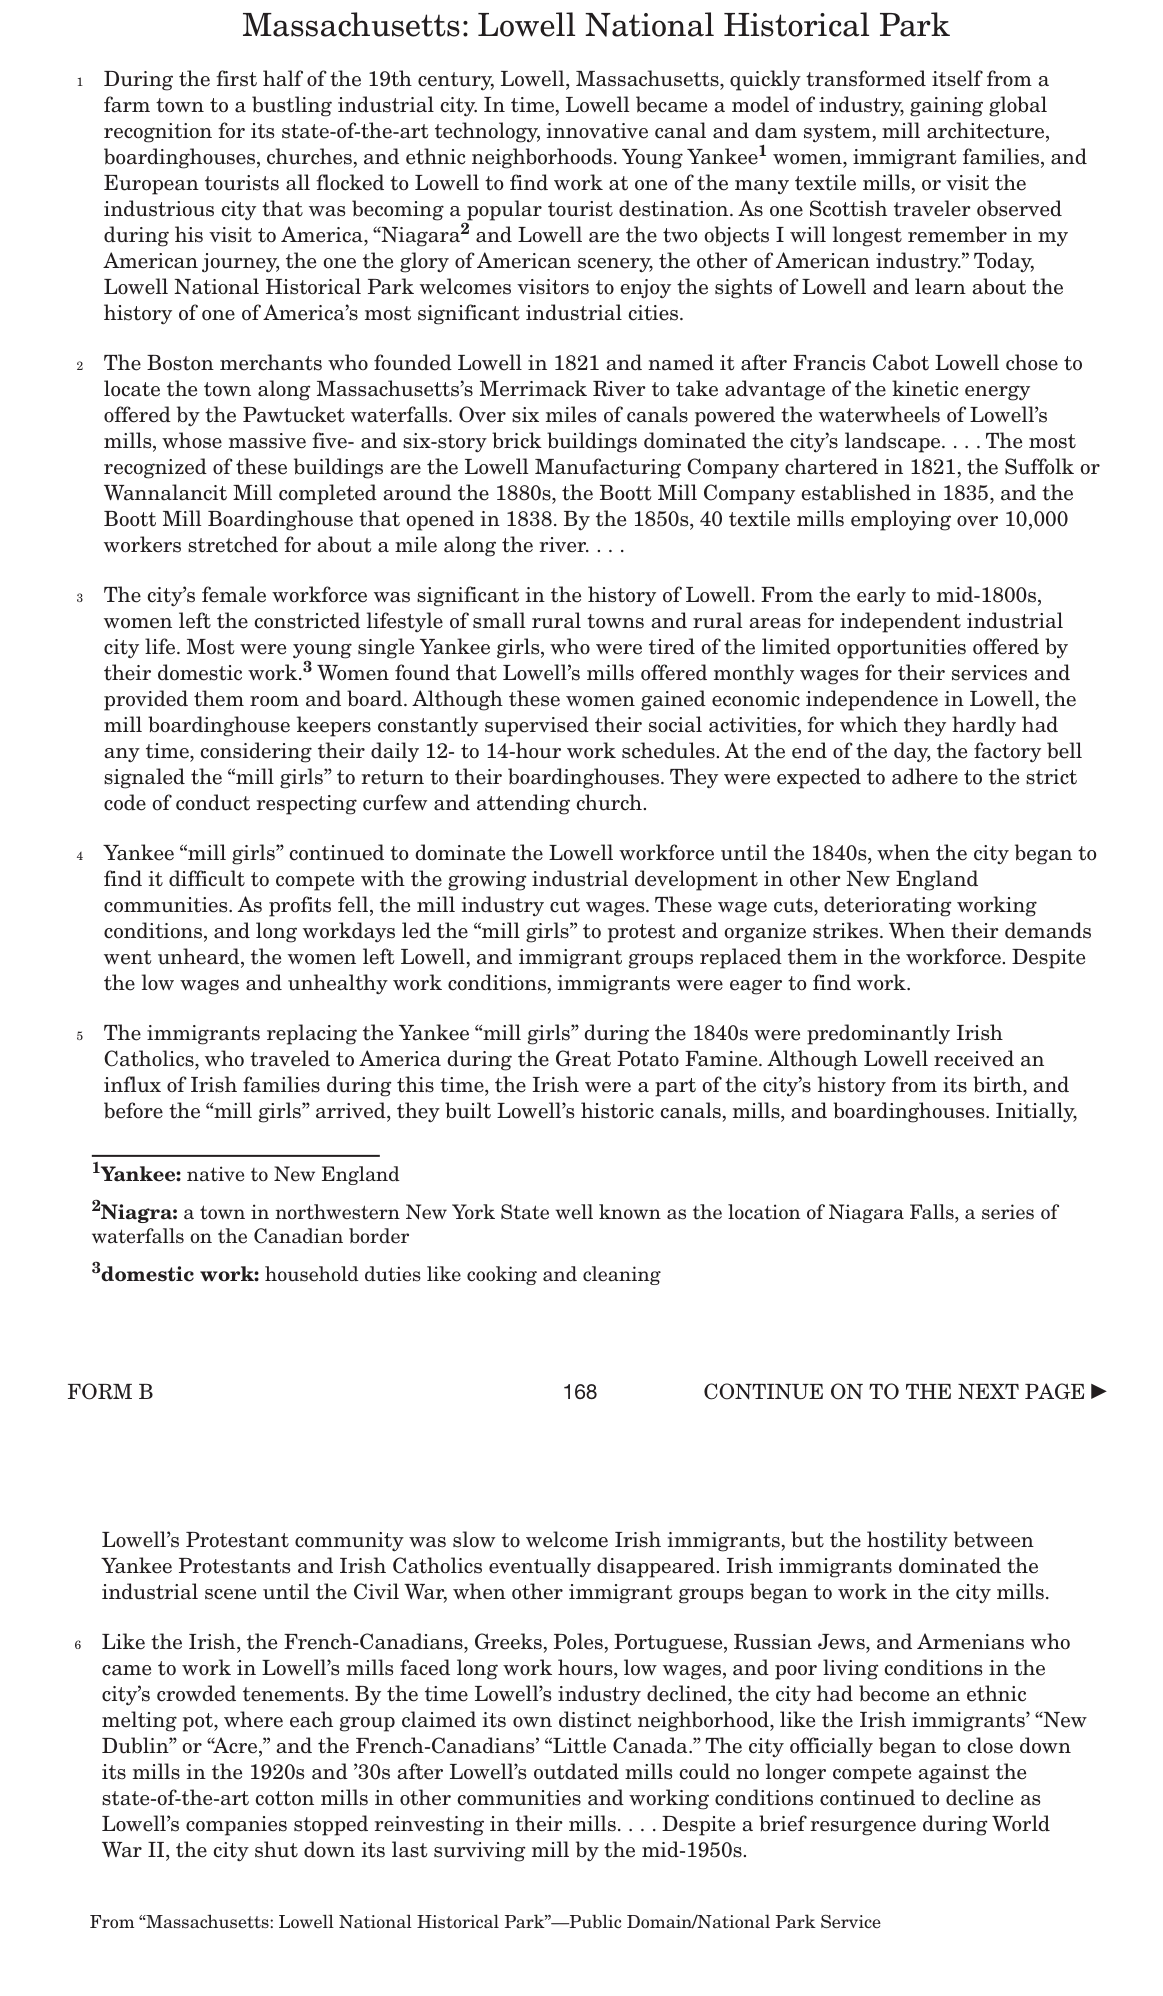 Massachusetts: Lowell National Historical Park
1 During the first half of the 19th century, Lowell, Massachusetts, quickly transformed itself from a
farm town to a bustling industrial city. In time, Lowell became a model of industry, gaining global
recognition for its state-of-the-art technology, innovative canal and dam system, mill architecture,
boardinghouses, churches, and ethnic neighborhoods. Young Yankee1 women, immigrant families, and
European tourists all flocked to Lowell to find work at one of the many textile mills, or visit the
industrious city that was becoming a popular tourist destination. As one Scottish traveler observed
during his visit to America, “Niagara2 and Lowell are the two objects I will longest remember in my
American journey, the one the glory of American scenery, the other of American industry.” Today,
Lowell National Historical Park welcomes visitors to enjoy the sights of Lowell and learn about the
history of one of America’s most significant industrial cities.
2 The Boston merchants who founded Lowell in 1821 and named it after Francis Cabot Lowell chose to
locate the town along Massachusetts’s Merrimack River to take advantage of the kinetic energy
offered by the Pawtucket waterfalls. Over six miles of canals powered the waterwheels of Lowell’s
mills, whose massive five- and six-story brick buildings dominated the city’s landscape. . . . The most
recognized of these buildings are the Lowell Manufacturing Company chartered in 1821, the Suffolk or
Wannalancit Mill completed around the 1880s, the Boott Mill Company established in 1835, and the
Boott Mill Boardinghouse that opened in 1838. By the 1850s, 40 textile mills employing over 10,000
workers stretched for about a mile along the river. . . .
3 The city’s female workforce was significant in the history of Lowell. From the early to mid-1800s,
women left the constricted lifestyle of small rural towns and rural areas for independent industrial
city life. Most were young single Yankee girls, who were tired of the limited opportunities offered by
their domestic work.3 Women found that Lowell’s mills offered monthly wages for their services and
provided them room and board. Although these women gained economic independence in Lowell, the
mill boardinghouse keepers constantly supervised their social activities, for which they hardly had
any time, considering their daily 12- to 14-hour work schedules. At the end of the day, the factory bell
signaled the “mill girls” to return to their boardinghouses. They were expected to adhere to the strict
code of conduct respecting curfew and attending church.
4 Yankee “mill girls” continued to dominate the Lowell workforce until the 1840s, when the city began to
find it difficult to compete with the growing industrial development in other New England
communities. As profits fell, the mill industry cut wages. These wage cuts, deteriorating working
conditions, and long workdays led the “mill girls” to protest and organize strikes. When their demands
went unheard, the women left Lowell, and immigrant groups replaced them in the workforce. Despite
the low wages and unhealthy work conditions, immigrants were eager to find work.
5 The immigrants replacing the Yankee “mill girls” during the 1840s were predominantly Irish
Catholics, who traveled to America during the Great Potato Famine. Although Lowell received an
influx of Irish families during this time, the Irish were a part of the city’s history from its birth, and
before the “mill girls” arrived, they built Lowell’s historic canals, mills, and boardinghouses. Initially,
1Yankee: native to New England
2Niagra: a town in northwestern New York State well known as the location of Niagara Falls, a series of
waterfalls on the Canadian border
3domestic work: household duties like cooking and cleaning
FORM B 168 CONTINUE ON TO THE NEXT PAGE ►
Lowell’s Protestant community was slow to welcome Irish immigrants, but the hostility between
Yankee Protestants and Irish Catholics eventually disappeared. Irish immigrants dominated the
industrial scene until the Civil War, when other immigrant groups began to work in the city mills.
6 Like the Irish, the French-Canadians, Greeks, Poles, Portuguese, Russian Jews, and Armenians who
came to work in Lowell’s mills faced long work hours, low wages, and poor living conditions in the
city’s crowded tenements. By the time Lowell’s industry declined, the city had become an ethnic
melting pot, where each group claimed its own distinct neighborhood, like the Irish immigrants’ “New
Dublin” or “Acre,” and the French-Canadians’ “Little Canada.” The city officially began to close down
its mills in the 1920s and ’30s after Lowell’s outdated mills could no longer compete against the
state-of-the-art cotton mills in other communities and working conditions continued to decline as
Lowell’s companies stopped reinvesting in their mills. . . . Despite a brief resurgence during World
War II, the city shut down its last surviving mill by the mid-1950s.
From “Massachusetts: Lowell National Historical Park”—Public Domain/National Park Service